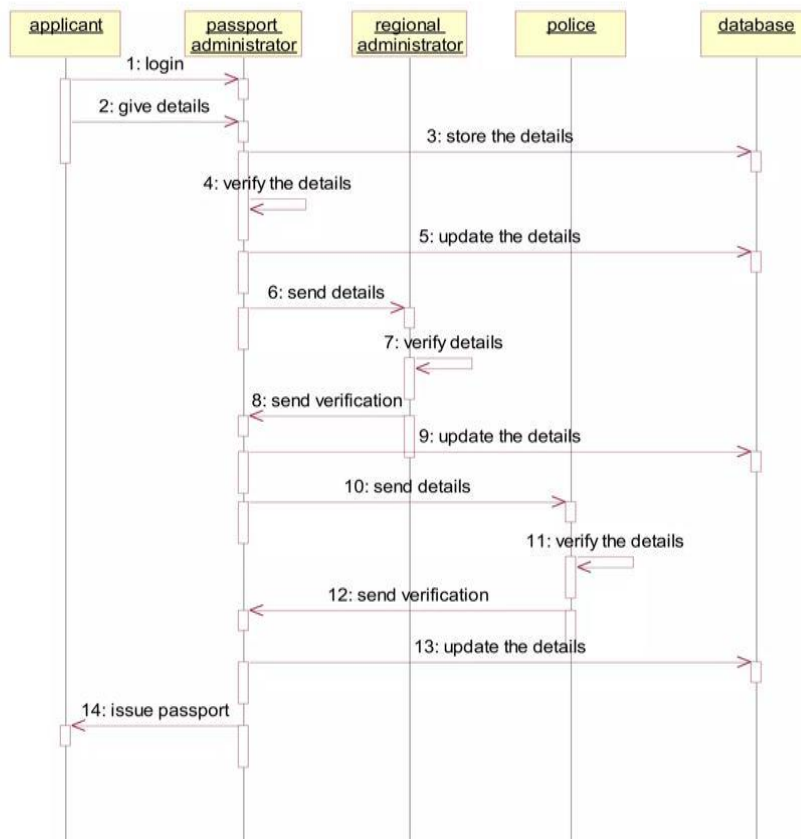 applicant
passport
administrator
regional
administrator
police
database
1: login
2: give details
3: store the details
4: verify the details
5: update the details
6: send details
7: verify details
8: send verification
9: update the details
10: send details
11: verify the details
12: send verification
13: update the details
14: issue passport